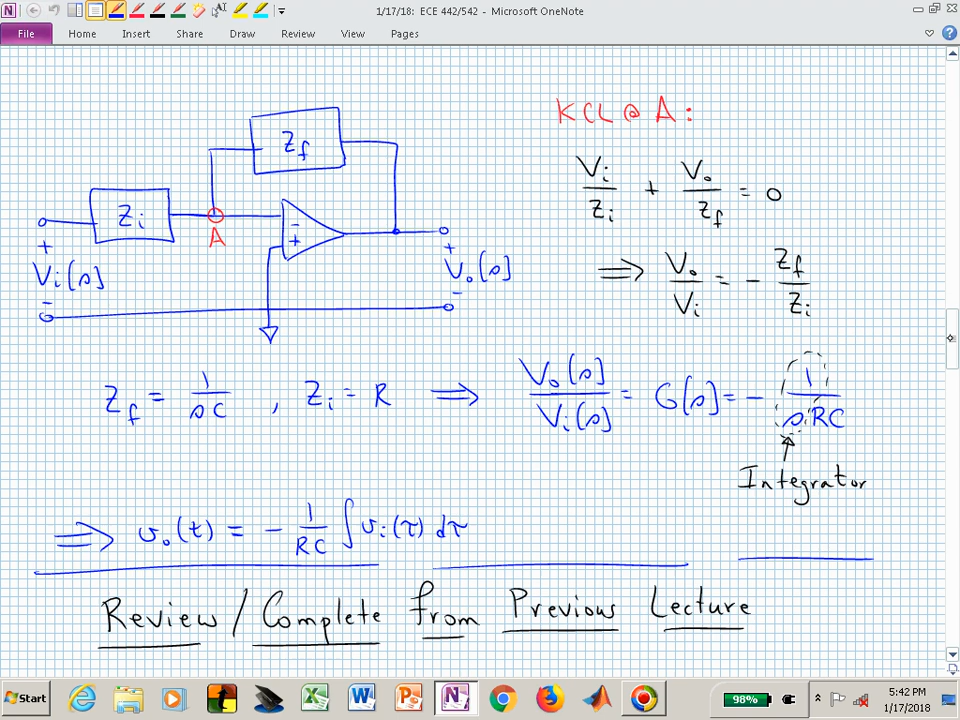 1/17/18: ECE 442/542 - Microsoft OneNote
File Home Insert Share Draw Review View Pages
KCL @ A:
Zf
Vi/Zi + Vo/Zf = 0
Zi
A
- +
+ Vi(s) -
+ Vo(s) -
⟹ Vo/Vi = - Zf/Zi
Zf = 1/sC , Zi = R ⟹ Vo(s)/Vi(s) = G(s) = - 1/sRC
Integrator
⟹ vo(t) = - 1/RC ∫ vi(τ) dτ
Review / Complete from Previous Lecture
Start
98%
5:42 PM
1/17/2018